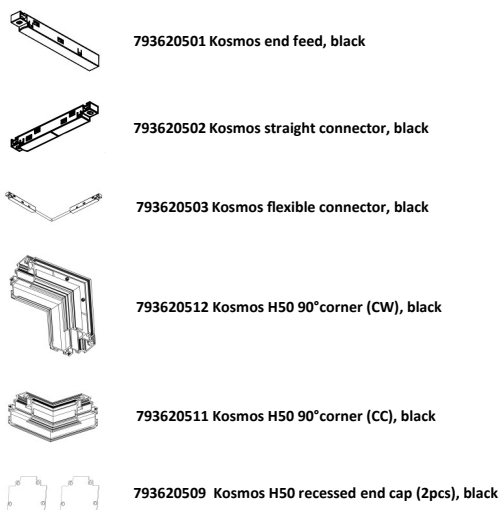 793620501 Kosmos end feed, black
793620502 Kosmos straight connector, black
793620503 Kosmos flexible connector, black
793620512 Kosmos H50 90°corner (CW), black
793620511 Kosmos H50 90°corner (CC), black
793620509 Kosmos H50 recessed end cap (2pcs), black